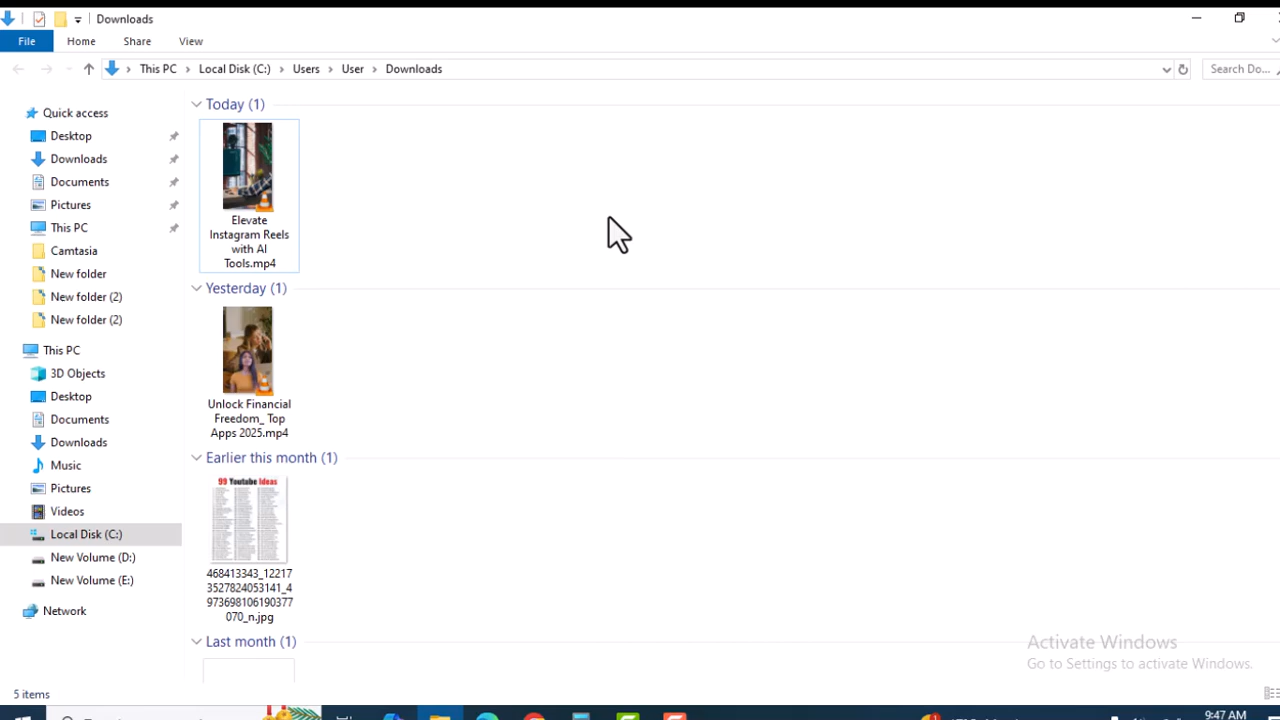 Downloads
File Home Share View
This PC Local Disk (C:) Users User Downloads
Search Do...
Quick access
Desktop
Downloads
Documents
Pictures
This PC
Camtasia
New folder
New folder (2)
New folder (2)
This PC
3D Objects
Desktop
Documents
Downloads
Music
Pictures
Videos
Local Disk (C:)
New Volume (D:)
New Volume (E:)
Network
Today (1)
Elevate
Instagram Reels
with AI
Tools.mp4
Yesterday (1)
Unlock Financial
Freedom_ Top
Apps 2025.mp4
Earlier this month (1)
99 Youtube Ideas
468413343_12217
3527824053141_4
973698106190377
070_n.jpg
Last month (1)
Activate Windows
Go to Settings to activate Windows.
5 items
9:47 AM